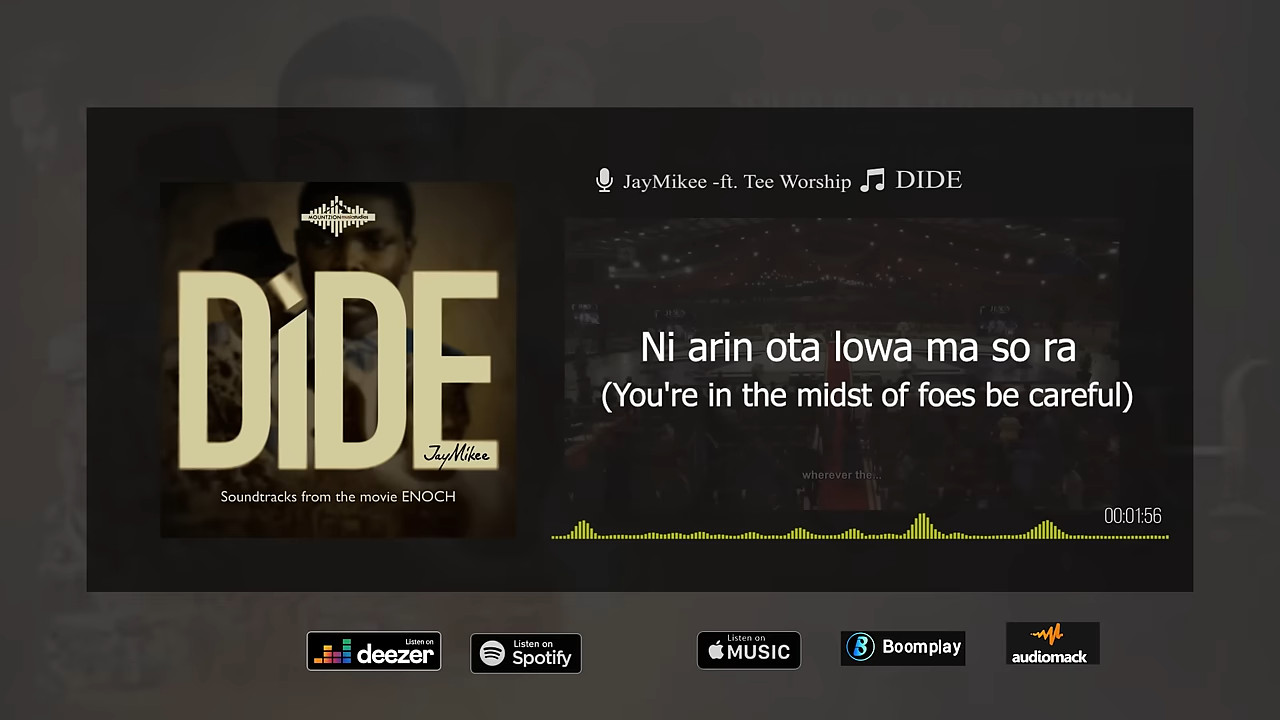 JayMikee -ft. Tee Worship DIDE
MOUNTZION musicstudios
DiDE
JayMikee
Soundtracks from the movie ENOCH
Ni arin ota lowa ma so ra
(You're in the midst of foes be careful)
wherever the...
00:01:56
Listen on
deezer
Listen on
Spotify
Listen on
MUSIC
Boomplay
audiomack